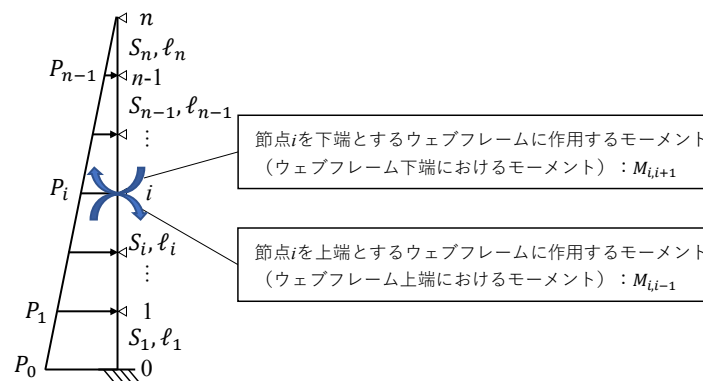 n
S_n, ℓ_n
P_{n-1}
n-1
S_{n-1}, ℓ_{n-1}
⋮
節点iを下端とするウェブフレームに作用するモーメント
（ウェブフレーム下端におけるモーメント）：M_{i,i+1}
P_i
i
節点iを上端とするウェブフレームに作用するモーメント
（ウェブフレーム上端におけるモーメント）：M_{i,i-1}
S_i, ℓ_i
⋮
P_1
1
S_1, ℓ_1
P_0
0